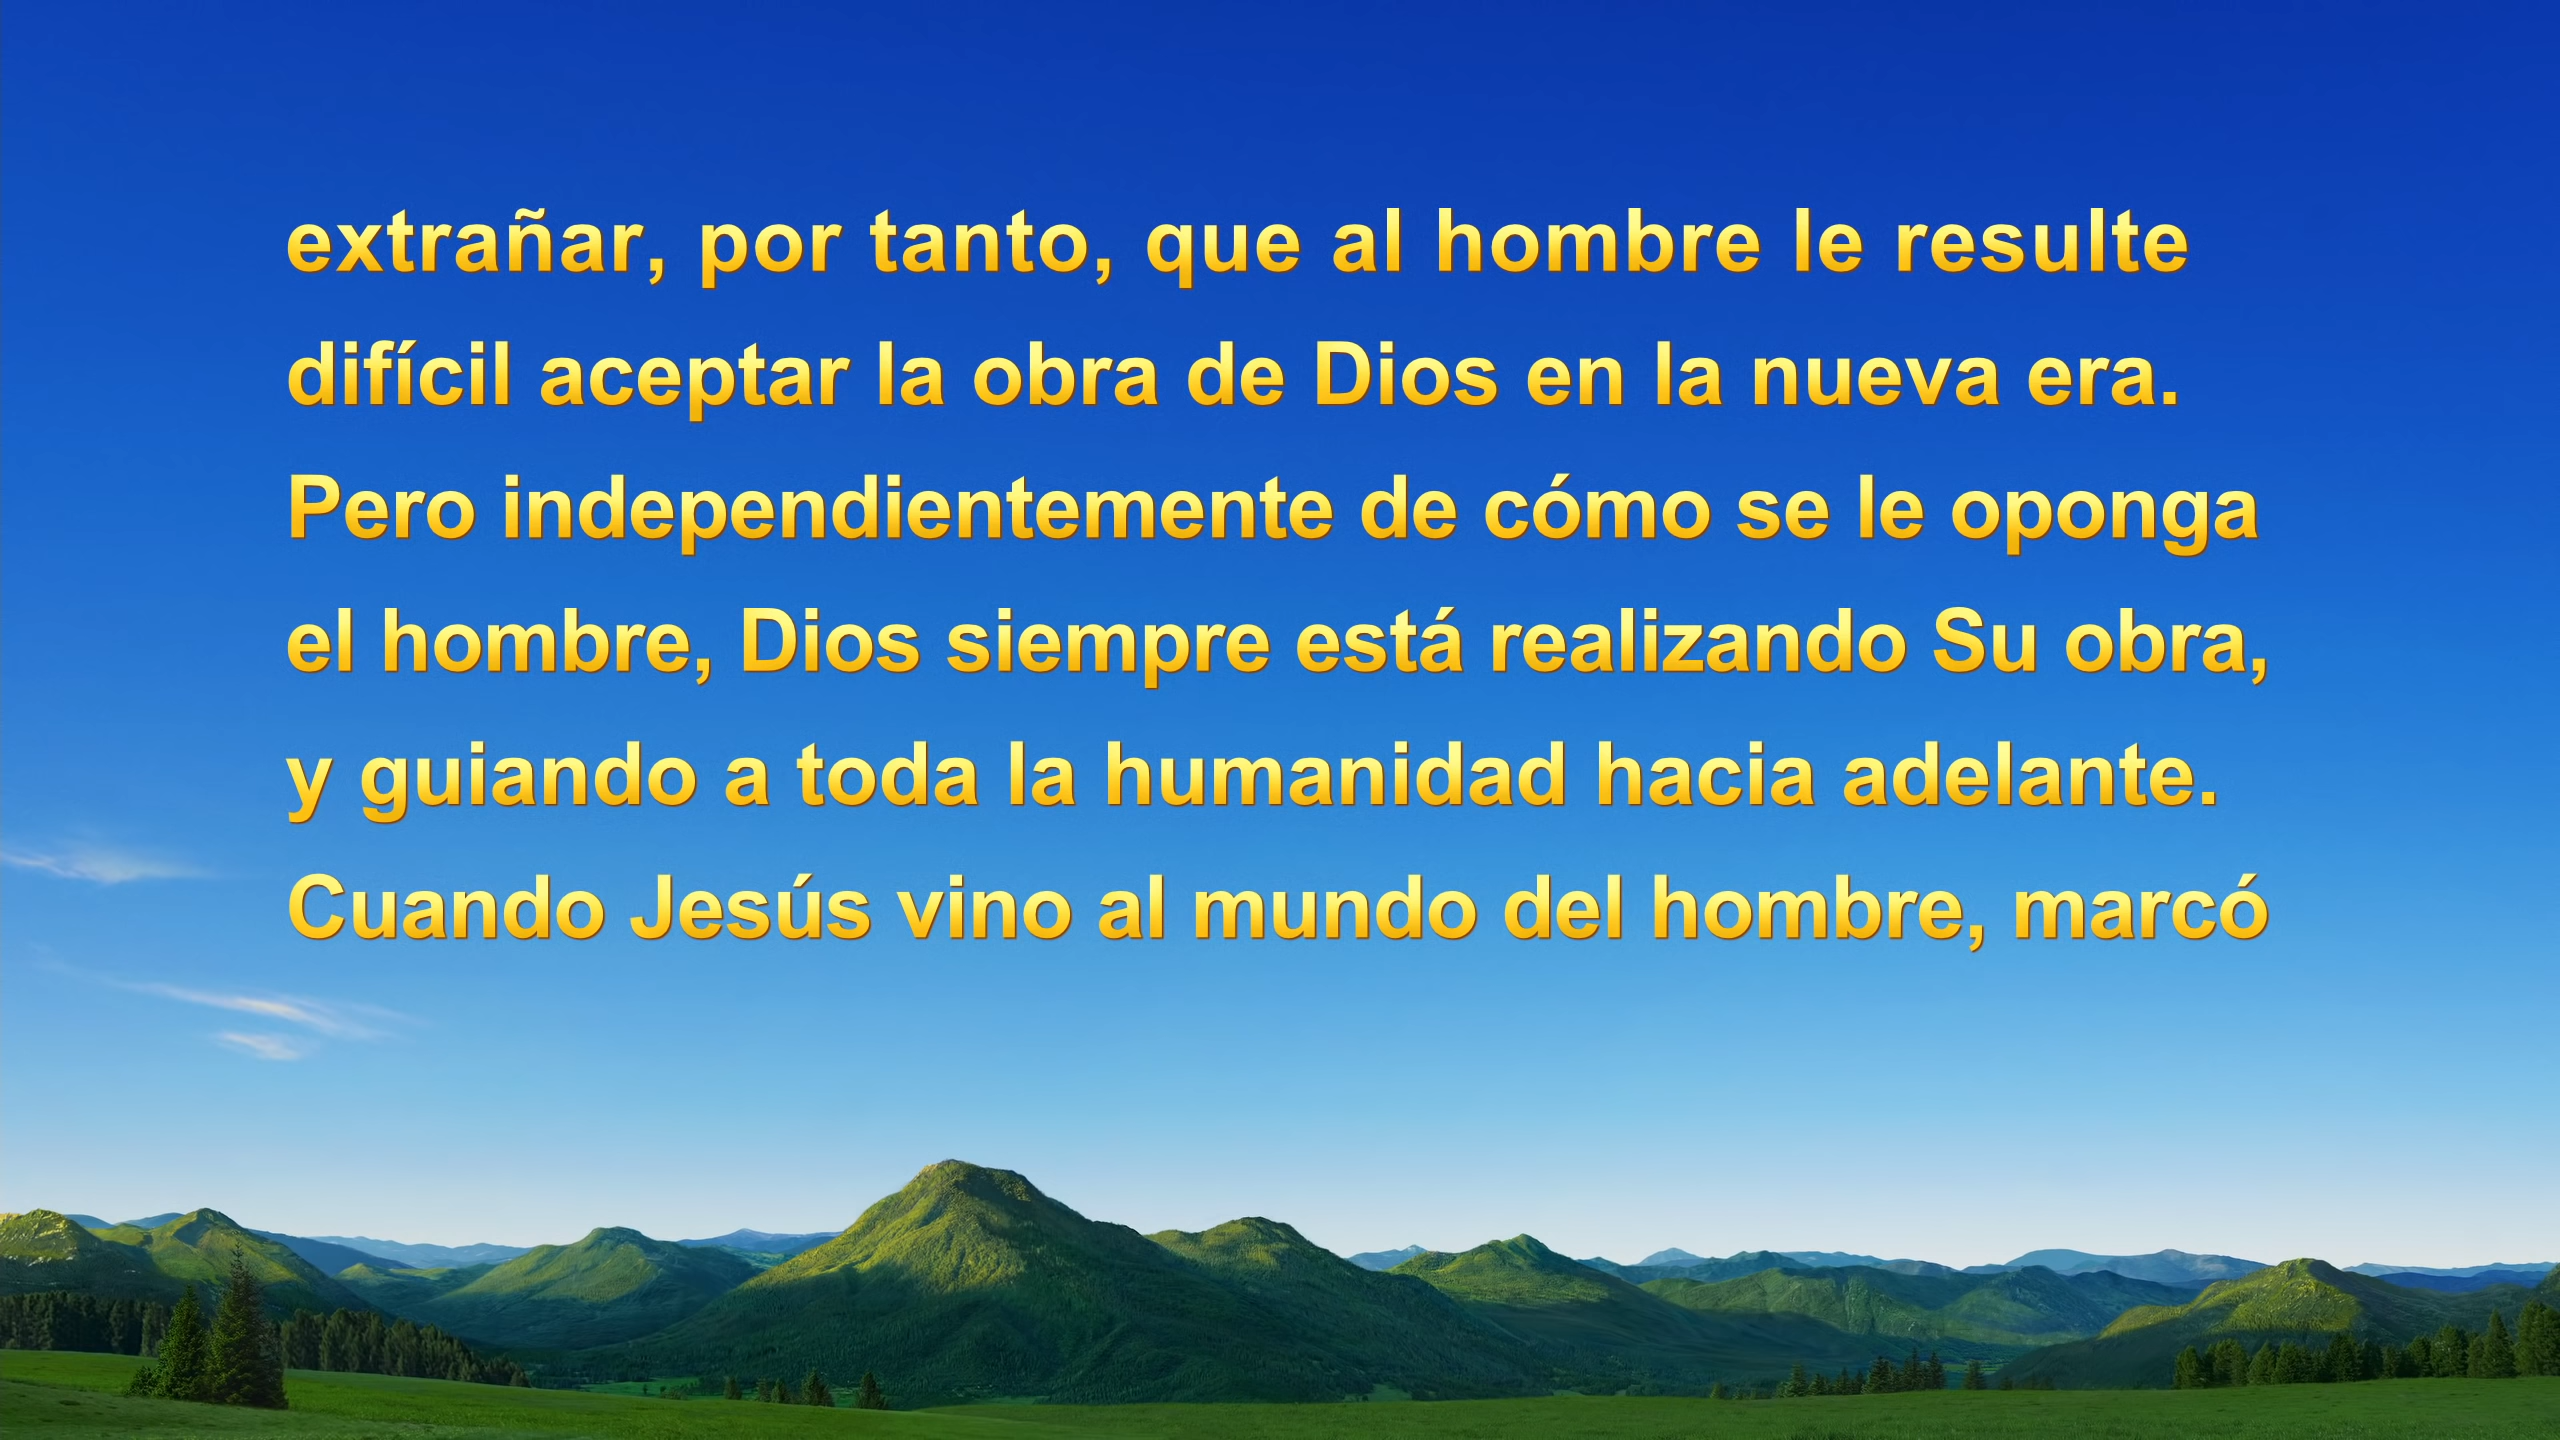 extrañar, por tanto, que al hombre le resulte
difícil aceptar la obra de Dios en la nueva era.
Pero independientemente de cómo se le oponga
el hombre, Dios siempre está realizando Su obra,
y guiando a toda la humanidad hacia adelante.
Cuando Jesús vino al mundo del hombre, marcó